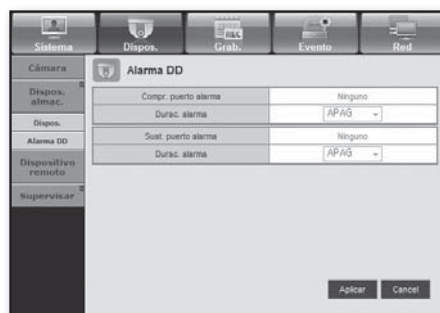 Sistema
Dispos.
Grab.
Evento
Red
Cámara
Dispos. almac.
Dispos.
Alarma DD
Dispositivo remoto
Supervisar
Alarma DD
Compr. puerto alarma
Ninguno
Durac. alarma
APAG
Sust. puerto alarma
Ninguno
Durac. alarma
APAG
Aplicar
Cancel